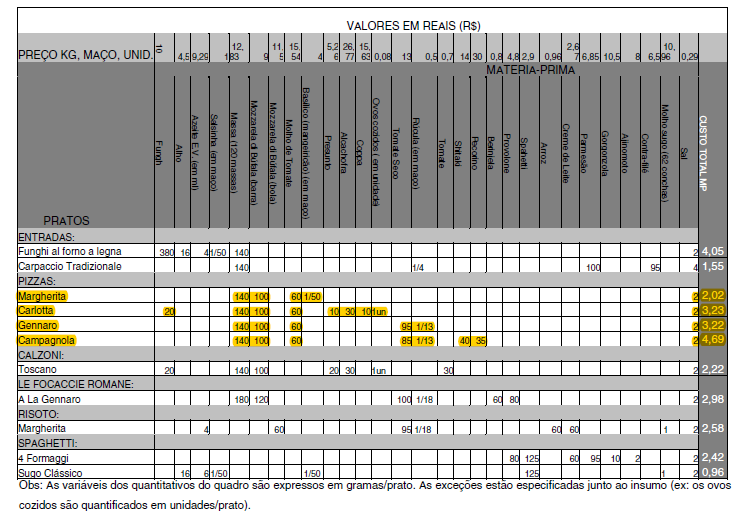 VALORES EM REAIS (R$)
PREÇO KG, MAÇO, UNID. 10 4,5 9,29 1 12,83 9 11.5 15.54 4 5,26 26,77 15,63 0,08 13 0,5 0,7 14 30 0,8 4,8 2,9 0,96 2,67 6,85 10,5 8 6,5 10,96 0,29
MATERIA-PRIMA
PRATOS Funghi Alho Azeite E.V. (em ml) Salsinha (em maço) Massa (120 massas) Mozzarela di Bufala (barra) Mozzarela di Bufala (bola) Molho de Tomate Basilico (mangericão) (em maço) Presunto Alcachofra Coppa Ovos cozidos (em unidade) Tomate Seco Rúcula (em maço) Tomate Shitaki Pecorino Berinjela Provolone Spahetti Arroz Creme de Leite Parmesão Gorgonzola Ajinomoto Contra-filé Molho sugo (62 conchas) Sal CUSTO TOTAL MP
ENTRADAS:
Funghi al forno a legna 380 16 4 1/50 140 2 4,05
Carpaccio Tradizionale 140 1/4 100 95 4 1,55
PIZZAS:
Margherita 140 100 60 1/50 2 2,02
Carlotta 20 140 100 60 10 30 10 1un 2 3,23
Gennaro 140 100 60 95 1/13 2 3,22
Campagnola 140 100 60 85 1/13 40 35 2 4,69
CALZONI:
Toscano 20 140 100 20 30 1un 30 2 2,22
LE FOCACCIE ROMANE:
A La Gennaro 180 120 100 1/18 60 80 2 2,98
RISOTO:
Margherita 4 60 95 1/18 60 60 1 2 2,58
SPAGHETTI:
4 Formaggi 80 125 60 95 10 2 2 2,42
Sugo Clássico 16 6 1/50 1/50 125 1 2 0,96
Obs: As variáveis dos quantitativos do quadro são expressos em gramas/prato. As exceções estão especificadas junto ao insumo (ex: os ovos
cozidos são quantificados em unidades/prato).